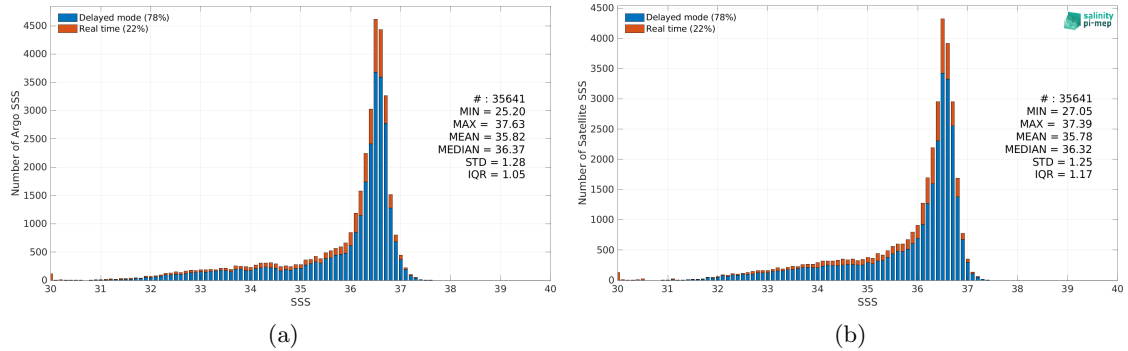 Delayed mode (78%)
Real time (22%)
4500
4000
3500
3000
2500
2000
1500
1000
500
0
Number of Argo SSS
# : 35641
MIN = 25.20
MAX = 37.63
MEAN = 35.82
MEDIAN = 36.37
STD = 1.28
IQR = 1.05
30 31 32 33 34 35 36 37 38 39 40
SSS
(a)
Delayed mode (78%)
Real time (22%)
salinity
pi-mep
4500
4000
3500
3000
2500
2000
1500
1000
500
0
Number of Satellite SSS
# : 35641
MIN = 27.05
MAX = 37.39
MEAN = 35.78
MEDIAN = 36.32
STD = 1.25
IQR = 1.17
30 31 32 33 34 35 36 37 38 39 40
SSS
(b)